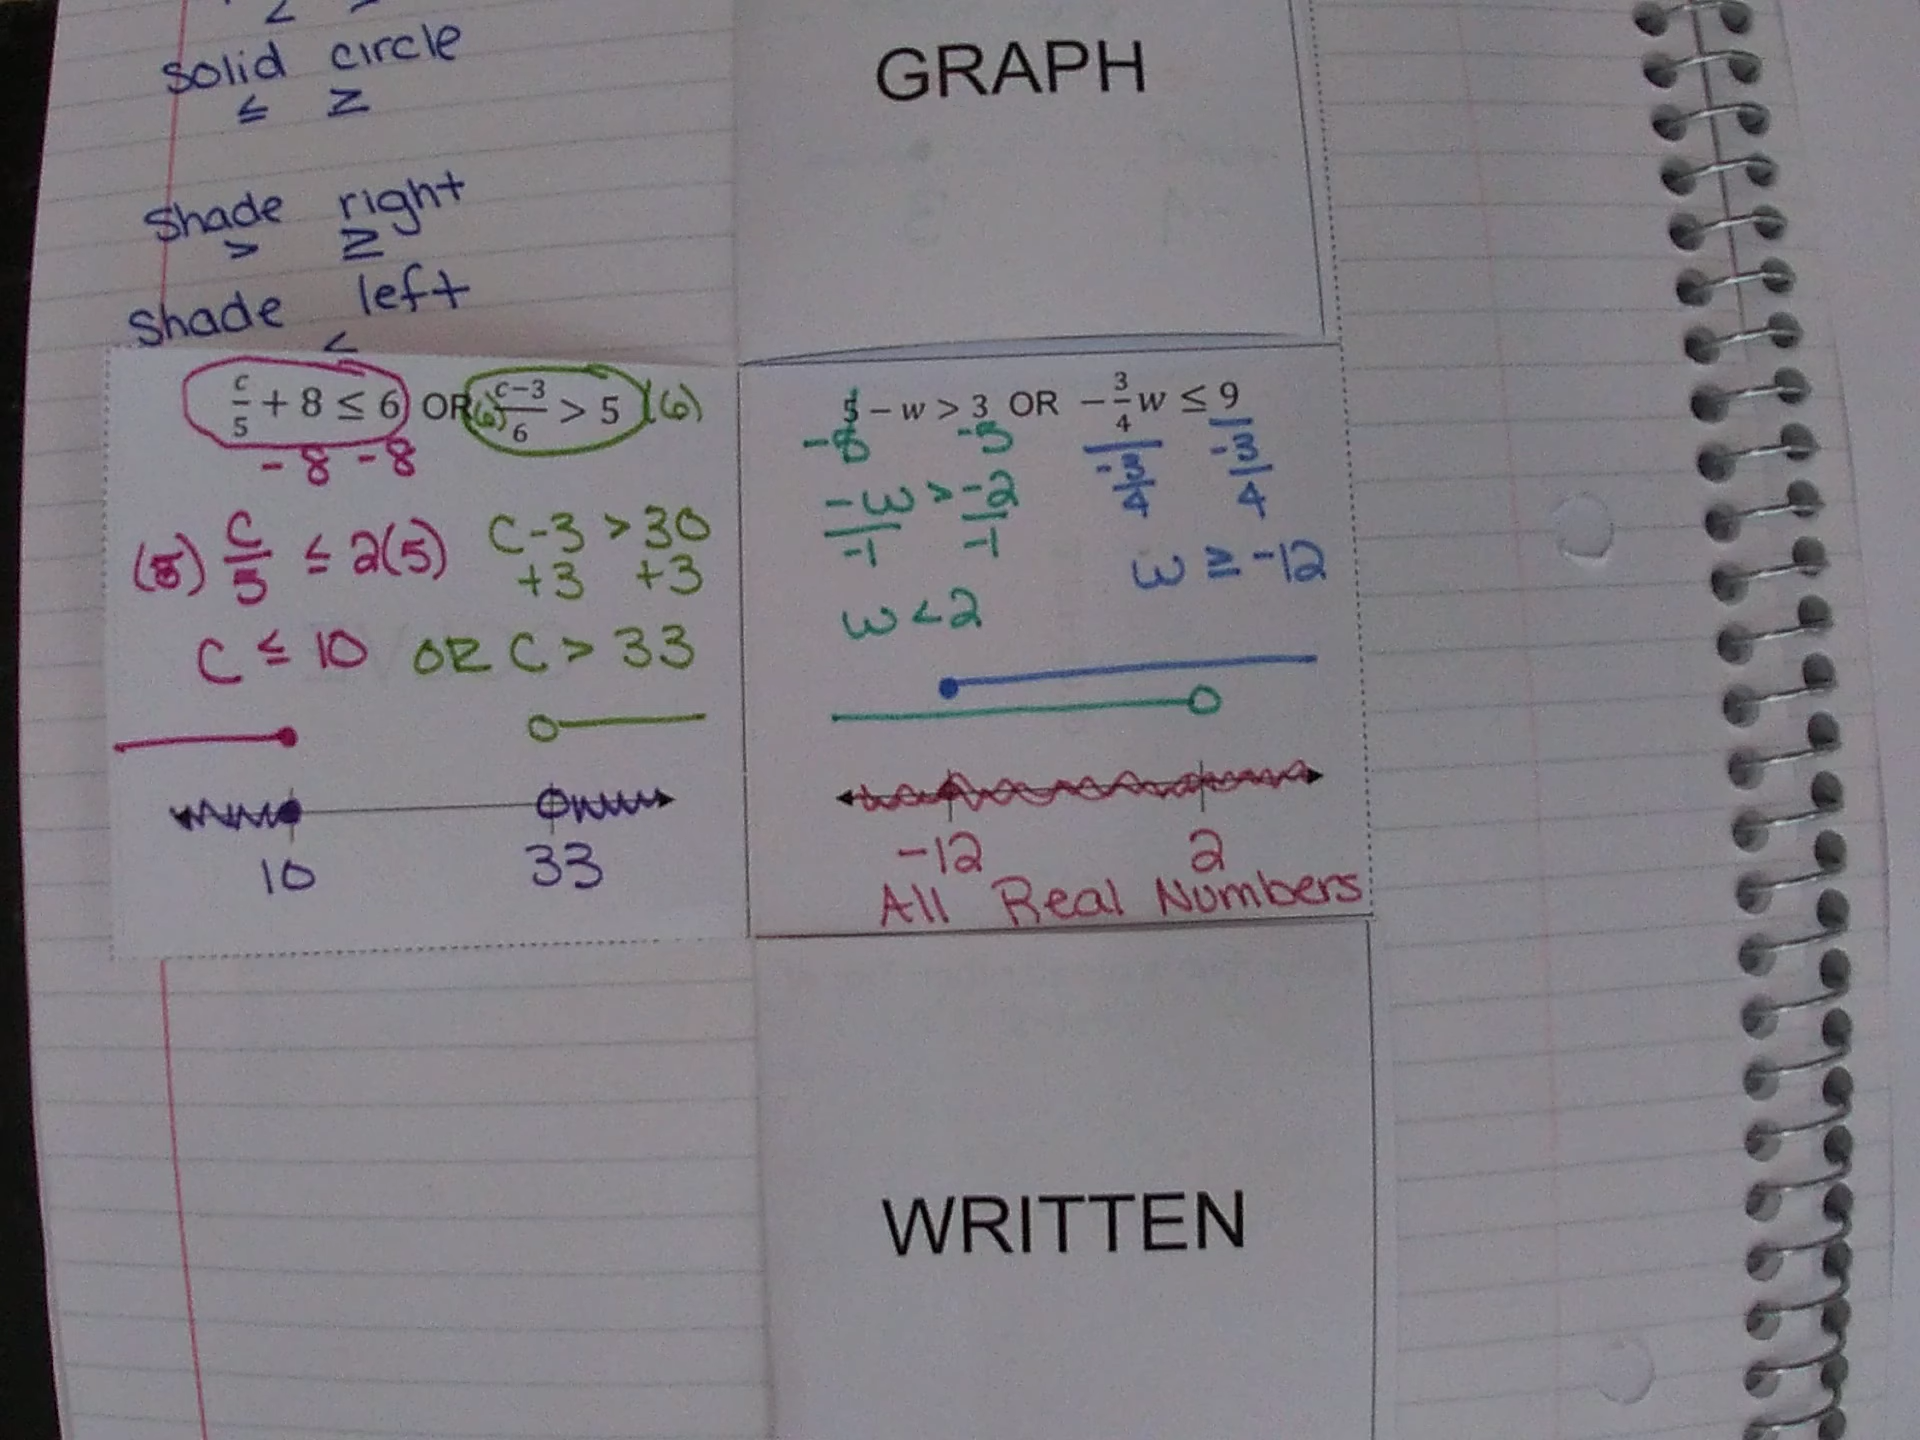 < >
solid circle
≤ ≥
Shade right
> ≥
Shade left
<
GRAPH
c/5 + 8 ≤ 6 OR (6) c−3/6 > 5 (6)
-8 -8
(5) c/5 ≤ 2(5)
c-3 > 30
+3 +3
c ≤ 10 OR c > 33
10 33
5 − w > 3 OR −3/4 w ≤ 9
-5 -5
-w > -2
-1 -1
w < 2
-3/4 -3/4
w ≥ -12
-12 2
All Real Numbers
WRITTEN